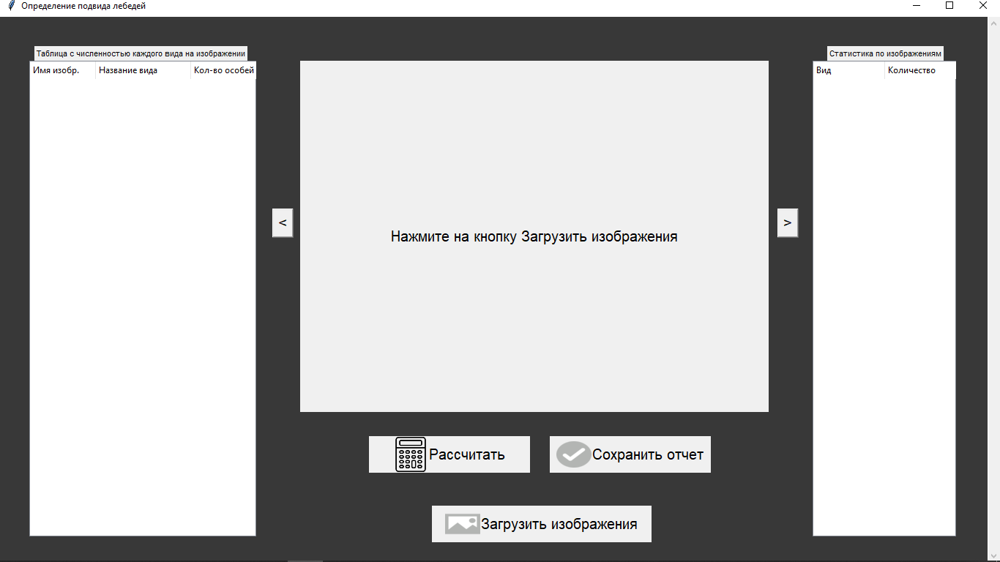 Определение подвида лебедей
Таблица с численностью каждого вида на изображении
Статистика по изображениям
Имя изобр. Название вида Кол-во особей
Вид Количество
<
>
Нажмите на кнопку Загрузить изображения
Рассчитать
Сохранить отчет
Загрузить изображения